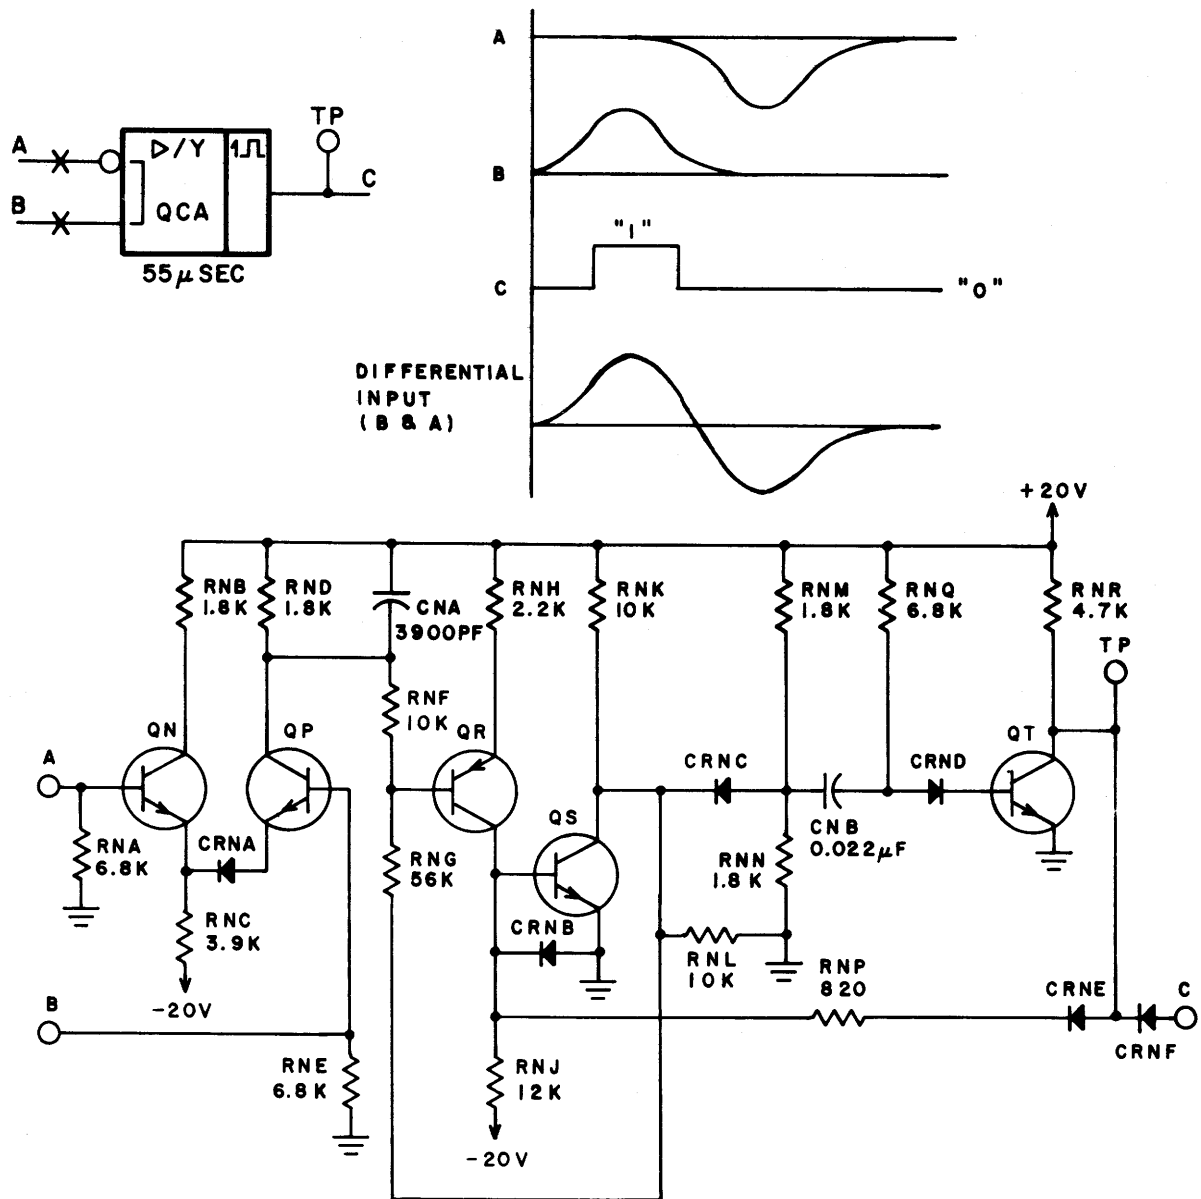 A
B
▷/Y
1
QCA
TP
C
55μSEC
A
B
C
"1"
"0"
DIFFERENTIAL
INPUT
(B & A)
+20V
RNB
1.8K
RND
1.8K
CNA
3900PF
RNH
2.2K
RNK
10K
RNM
1.8K
RNQ
6.8K
RNR
4.7K
TP
RNF
10K
QN
QP
QR
QT
A
CRNC
CRND
RNA
6.8K
CRNA
RNG
56K
QS
CNB
0.022μF
RNN
1.8K
RNC
3.9K
CRNB
RNL
10K
RNP
820
CRNE
C
CRNF
-20V
B
RNE
6.8K
RNJ
12K
-20V